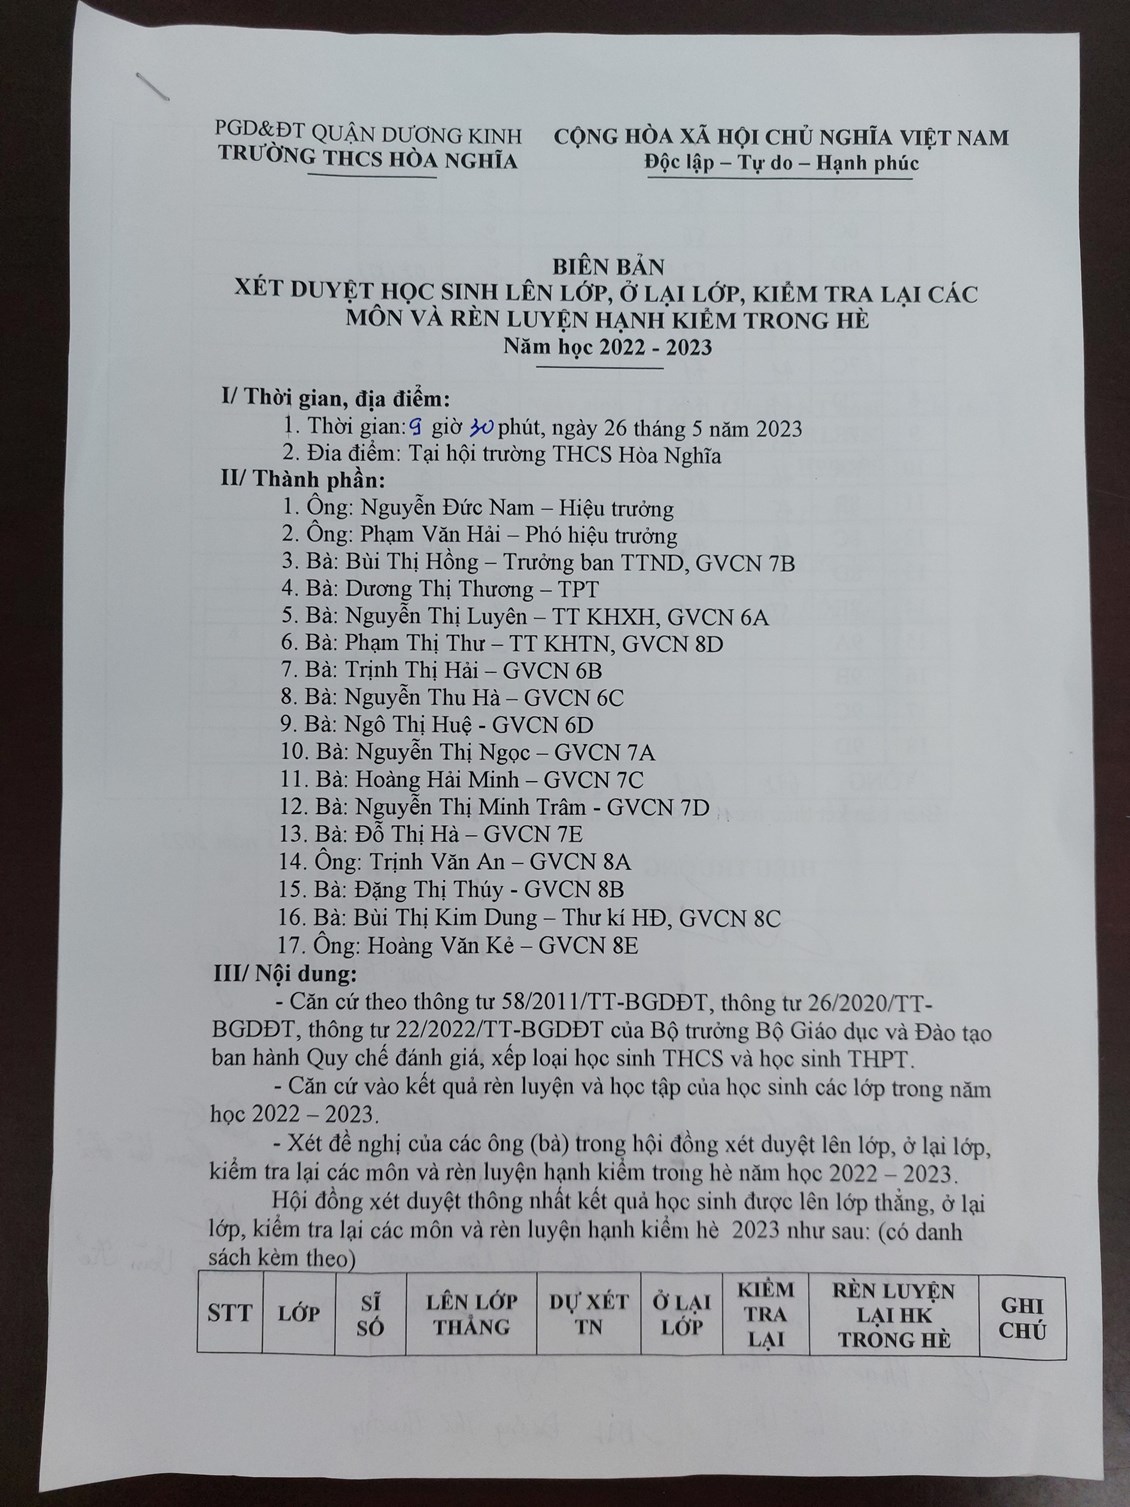 PGD&ĐT QUẬN DƯƠNG KINH
TRƯỜNG THCS HÒA NGHĨA
CỘNG HÒA XÃ HỘI CHỦ NGHĨA VIỆT NAM
Độc lập – Tự do – Hạnh phúc
BIÊN BẢN
XÉT DUYỆT HỌC SINH LÊN LỚP, Ở LẠI LỚP, KIỂM TRA LẠI CÁC
MÔN VÀ RÈN LUYỆN HẠNH KIỂM TRONG HÈ
Năm học 2022 - 2023
I/ Thời gian, địa điểm:
1. Thời gian: 9 giờ 30 phút, ngày 26 tháng 5 năm 2023
2. Đia điểm: Tại hội trường THCS Hòa Nghĩa
II/ Thành phần:
1. Ông: Nguyễn Đức Nam – Hiệu trưởng
2. Ông: Phạm Văn Hải – Phó hiệu trưởng
3. Bà: Bùi Thị Hồng – Trưởng ban TTND, GVCN 7B
4. Bà: Dương Thị Thương – TPT
5. Bà: Nguyễn Thị Luyên – TT KHXH, GVCN 6A
6. Bà: Phạm Thị Thư – TT KHTN, GVCN 8D
7. Bà: Trịnh Thị Hải – GVCN 6B
8. Bà: Nguyễn Thu Hà – GVCN 6C
9. Bà: Ngô Thị Huệ - GVCN 6D
10. Bà: Nguyễn Thị Ngọc – GVCN 7A
11. Bà: Hoàng Hải Minh – GVCN 7C
12. Bà: Nguyễn Thị Minh Trâm - GVCN 7D
13. Bà: Đỗ Thị Hà – GVCN 7E
14. Ông: Trịnh Văn An – GVCN 8A
15. Bà: Đặng Thị Thúy - GVCN 8B
16. Bà: Bùi Thị Kim Dung – Thư kí HĐ, GVCN 8C
17. Ông: Hoàng Văn Kẻ – GVCN 8E
III/ Nội dung:
- Căn cứ theo thông tư 58/2011/TT-BGDĐT, thông tư 26/2020/TT-
BGDĐT, thông tư 22/2022/TT-BGDĐT của Bộ trưởng Bộ Giáo dục và Đào tạo
ban hành Quy chế đánh giá, xếp loại học sinh THCS và học sinh THPT.
- Căn cứ vào kết quả rèn luyện và học tập của học sinh các lớp trong năm
học 2022 – 2023.
- Xét đề nghị của các ông (bà) trong hội đồng xét duyệt lên lớp, ở lại lớp,
kiểm tra lại các môn và rèn luyện hạnh kiểm trong hè năm học 2022 – 2023.
Hội đồng xét duyệt thông nhất kết quả học sinh được lên lớp thẳng, ở lại
lớp, kiểm tra lại các môn và rèn luyện hạnh kiểm hè 2023 như sau: (có danh
sách kèm theo)
STT LỚP SĨ SỐ LÊN LỚP THẲNG DỰ XÉT TN Ở LẠI LỚP KIỂM TRA LẠI RÈN LUYỆN LẠI HK TRONG HÈ GHI CHÚ